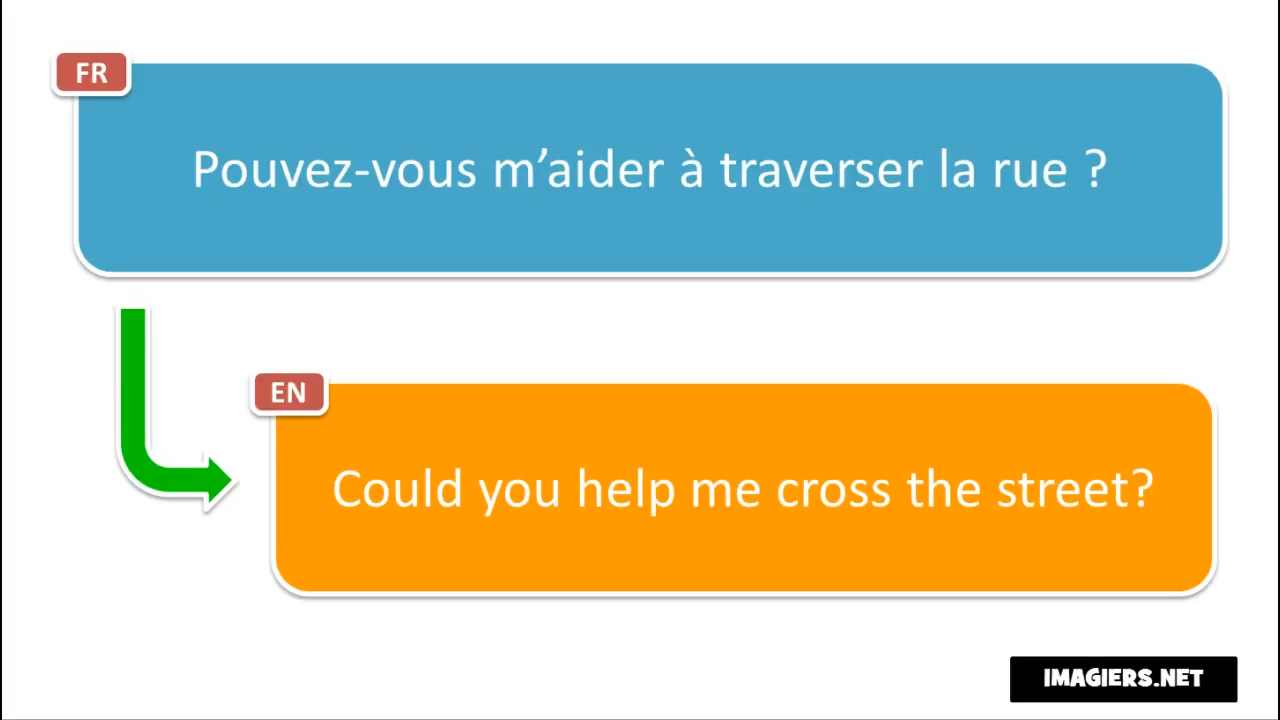 FR
Pouvez-vous m’aider à traverser la rue ?
EN
Could you help me cross the street?
IMAGIERS.NET